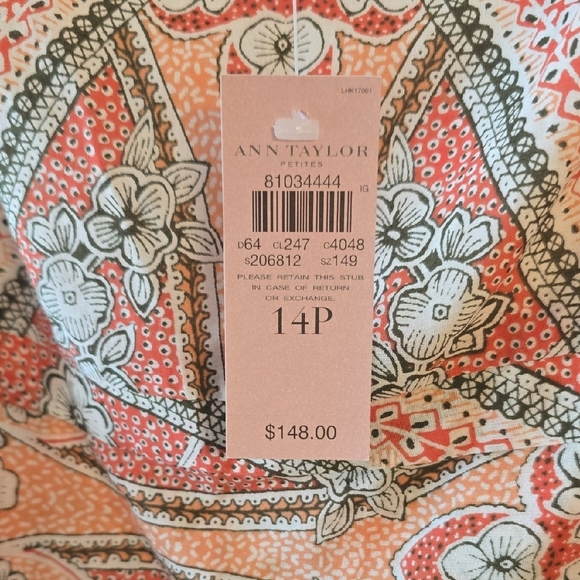 LHK17081
ANN TAYLOR
PETITES
81034444
IG
D64 CL247 C4048
S206812 SZ149
PLEASE RETAIN THIS STUB
IN CASE OF RETURN
OR EXCHANGE.
14P
$148.00